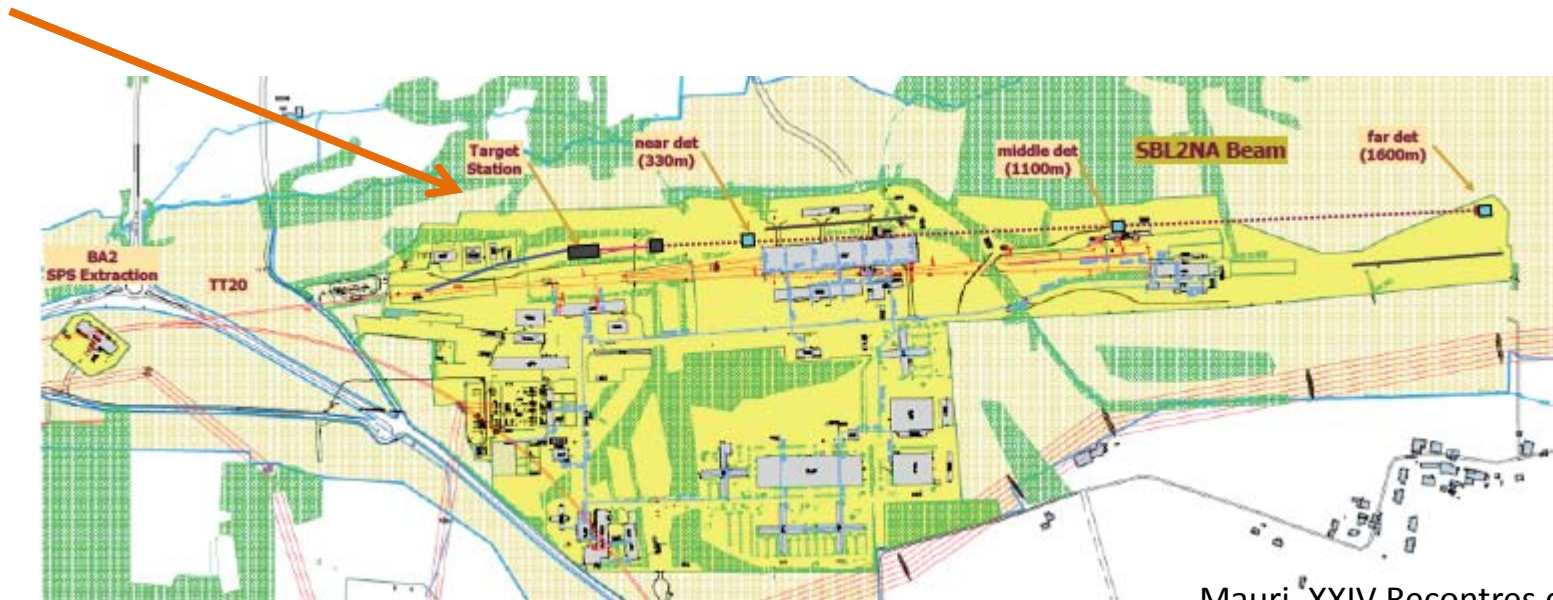 Target
Station
near det
(330m)
middle det
(1100m)
SBL2NA Beam
far det
(1600m)
BA2
SPS Extraction
TT20
Mauri, XXIV Recontres